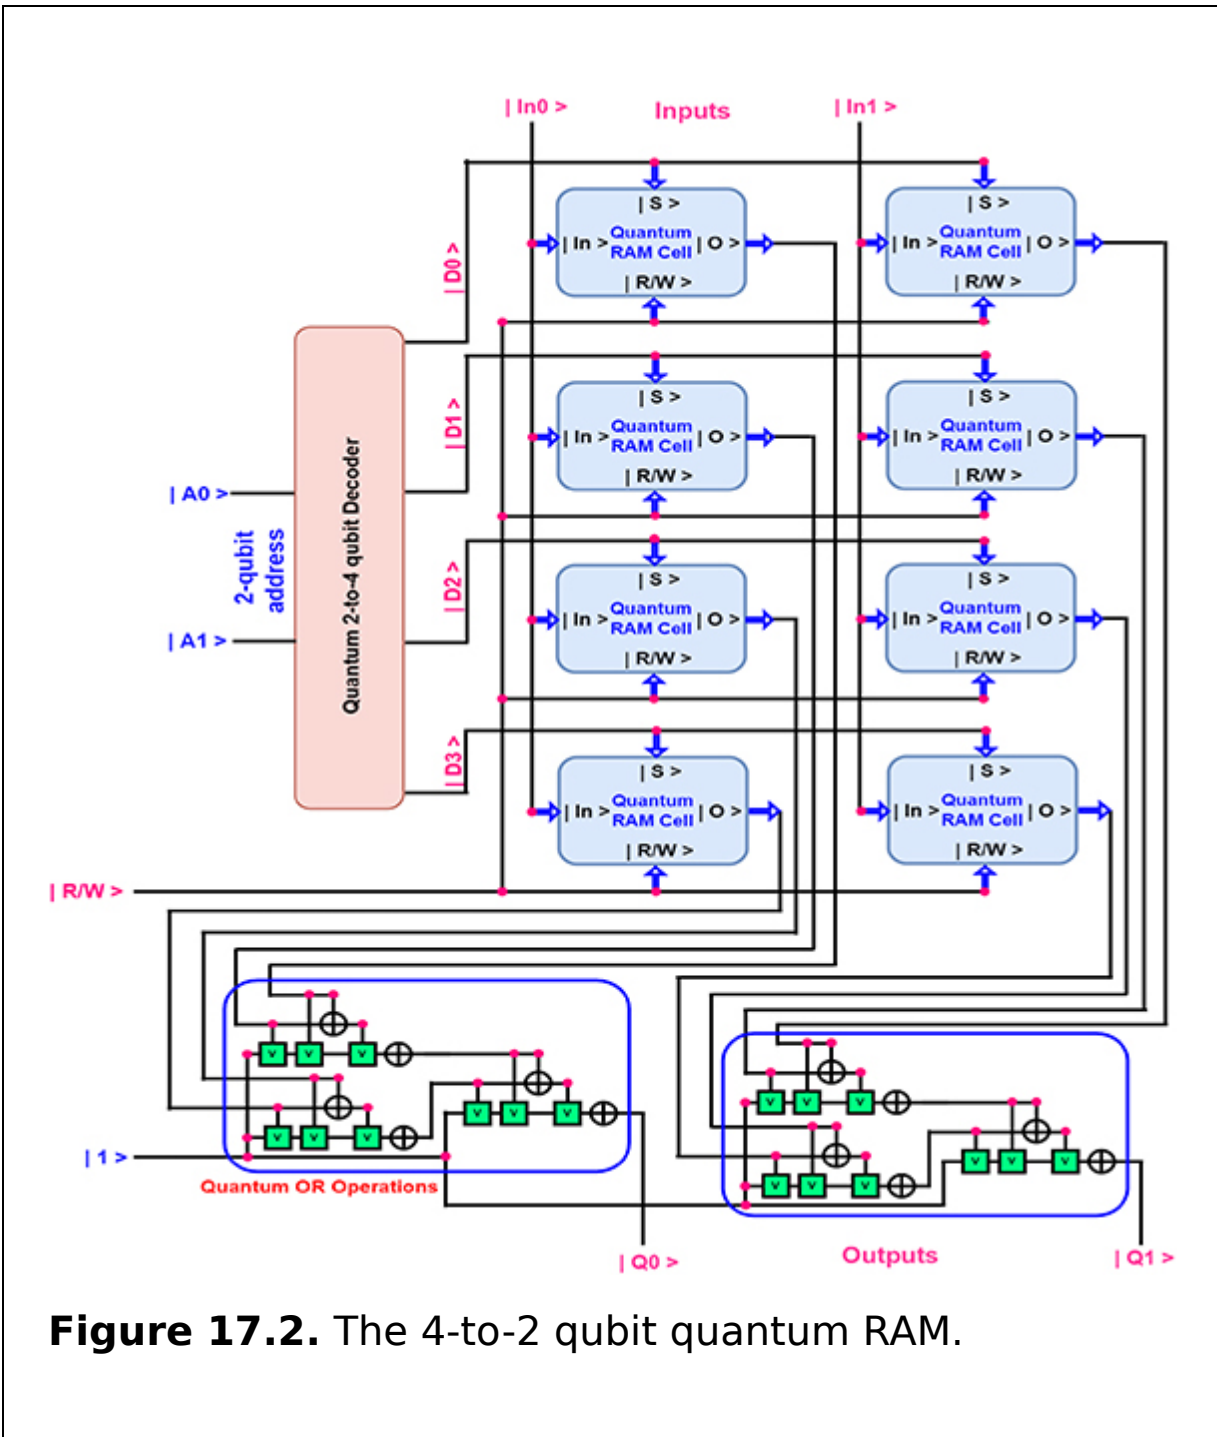 | In0 >
Inputs
| In1 >
| S >
| In >
Quantum
RAM Cell
| O >
| R/W >
| S >
| In >
Quantum
RAM Cell
| O >
| R/W >
| D0 >
| S >
| In >
Quantum
RAM Cell
| O >
| R/W >
| S >
| In >
Quantum
RAM Cell
| O >
| R/W >
| D1 >
| A0 >
2-qubit
address
| A1 >
Quantum 2-to-4 qubit Decoder
| S >
| In >
Quantum
RAM Cell
| O >
| R/W >
| S >
| In >
Quantum
RAM Cell
| O >
| R/W >
| D2 >
| S >
| In >
Quantum
RAM Cell
| O >
| R/W >
| S >
| In >
Quantum
RAM Cell
| O >
| R/W >
| D3 >
| R/W >
V V V
V V V
V V V
| 1 >
Quantum OR Operations
V V V
V V V
V V V
| Q0 >
Outputs
| Q1 >
Figure 17.2. The 4-to-2 qubit quantum RAM.